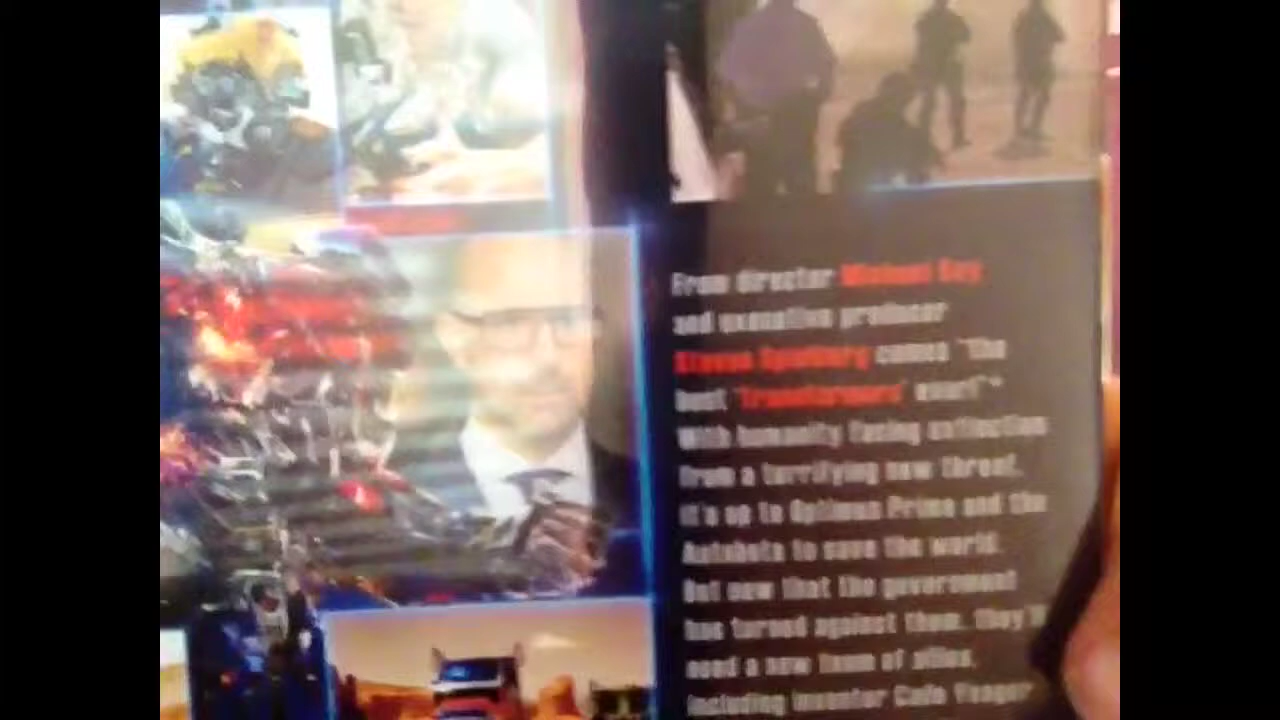 From director Michael Bay
and executive producer
Steven Spielberg comes "the
best 'Transformers' ever!"*
With humanity facing extinction
from a terrifying new threat,
it's up to Optimus Prime and the
Autobots to save the world.
But now that the government
has turned against them, they'll
need a new team of allies,
including inventor Cade Yeager